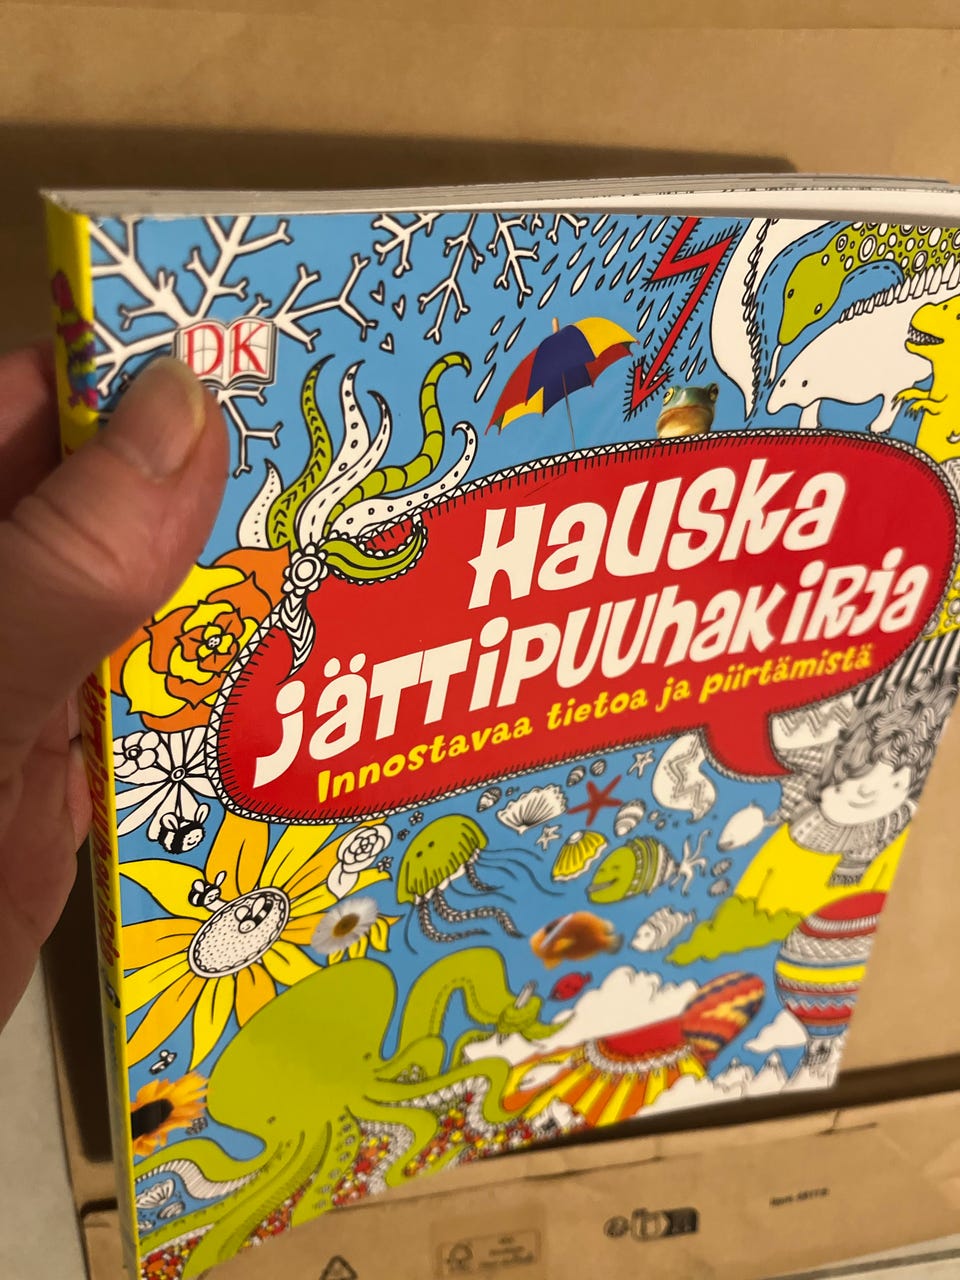 DK
HAUSKA
JÄTTIPUUHAKIRJA
Innostavaa tietoa ja piirtämistä